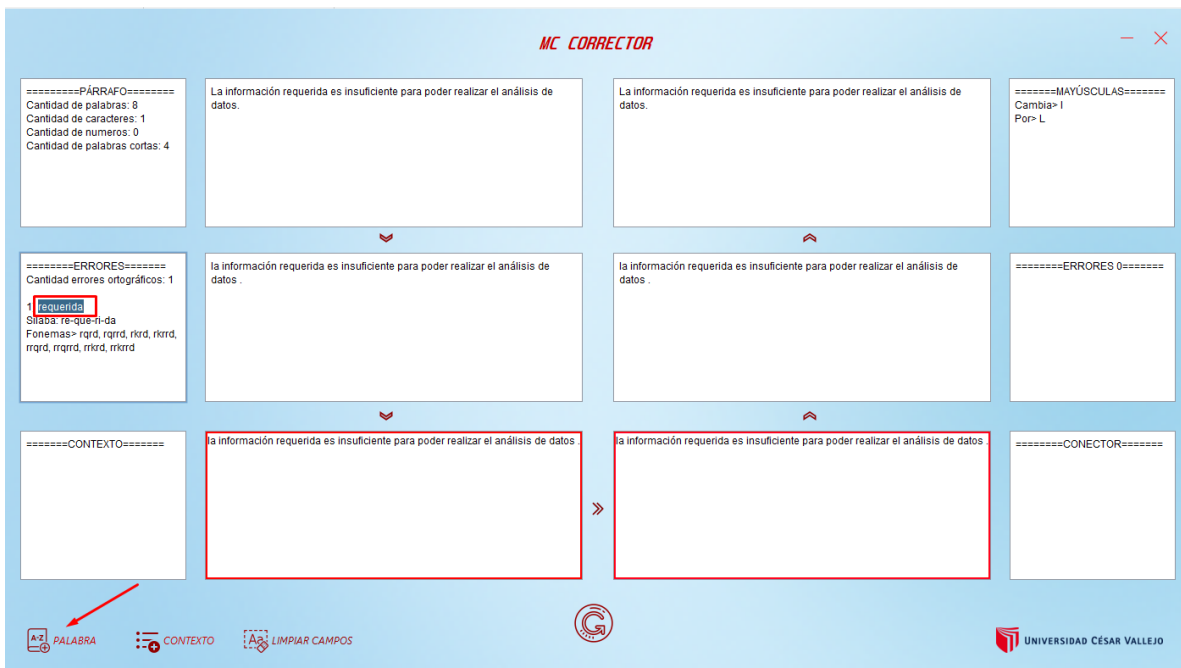 MC CORRECTOR
=========PÁRRAFO========
Cantidad de palabras: 8
Cantidad de caracteres: 1
Cantidad de numeros: 0
Cantidad de palabras cortas: 4
La información requerida es insuficiente para poder realizar el análisis de
datos.
La información requerida es insuficiente para poder realizar el análisis de
datos.
=======MAYÚSCULAS=======
Cambia> l
Por> L
========ERRORES=======
Cantidad errores ortográficos: 1
1 requerida
Silaba: re-que-ri-da
Fonemas> rqrd, rqrrd, rkrd, rkrrd,
rrqrd, rrqrrd, rrkrd, rrkrrd
la información requerida es insuficiente para poder realizar el análisis de
datos .
la información requerida es insuficiente para poder realizar el análisis de
datos .
========ERRORES 0=======
=======CONTEXTO=======
la información requerida es insuficiente para poder realizar el análisis de datos .
la información requerida es insuficiente para poder realizar el análisis de datos .
========CONECTOR=======
A-Z PALABRA
CONTEXTO
Aa LIMPIAR CAMPOS
G
UNIVERSIDAD CÉSAR VALLEJO